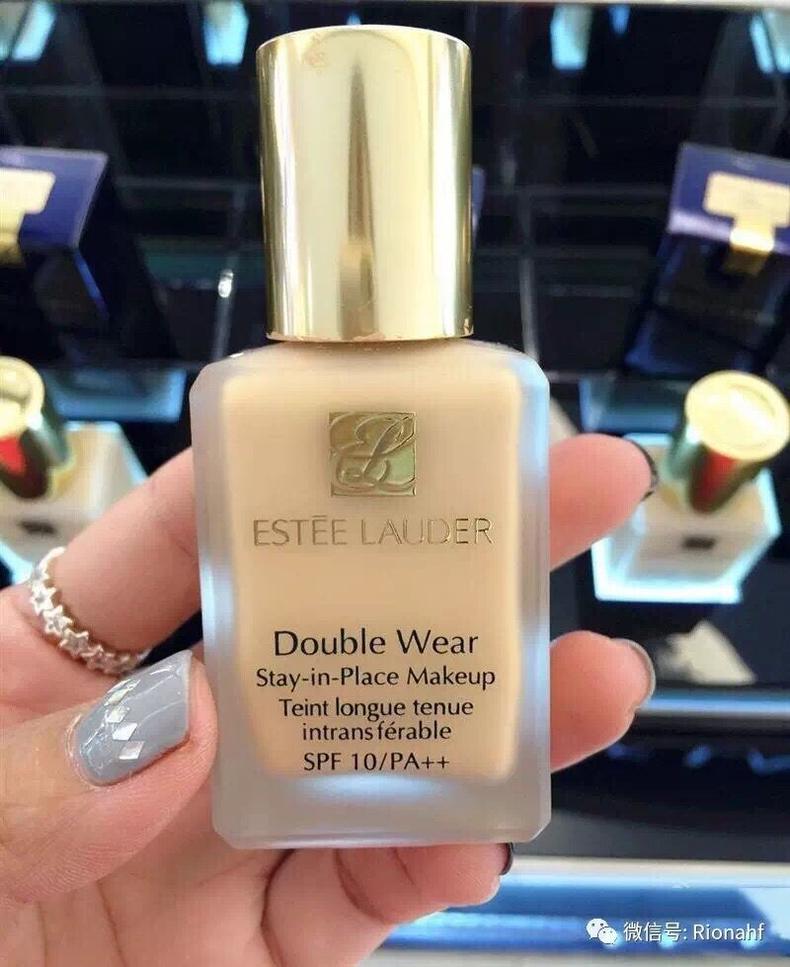 ESTĒE LAUDER
Double Wear
Stay-in-Place Makeup
Teint longue tenue
intransférable
SPF 10/PA++
微信号: Rionahf